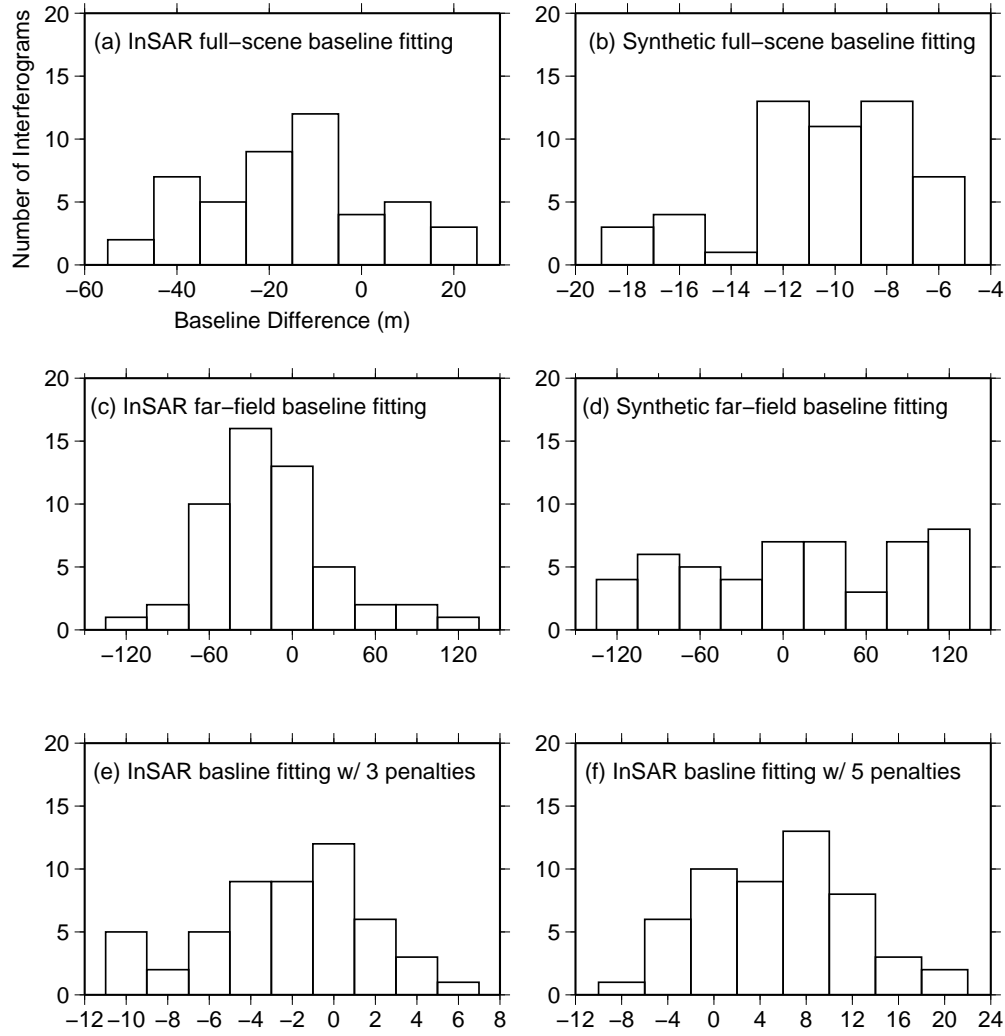 (a) InSAR full−scene baseline fitting
Number of Interferograms
20
15
10
5
0
−60 −40 −20 0 20
Baseline Difference (m)
(b) Synthetic full−scene baseline fitting
20
15
10
5
0
−20 −18 −16 −14 −12 −10 −8 −6 −4
(c) InSAR far−field baseline fitting
20
15
10
5
0
−120 −60 0 60 120
(d) Synthetic far−field baseline fitting
20
15
10
5
0
−120 −60 0 60 120
(e) InSAR basline fitting w/ 3 penalties
20
15
10
5
0
−12 −10 −8 −6 −4 −2 0 2 4 6 8
(f) InSAR basline fitting w/ 5 penalties
20
15
10
5
0
−12 −8 −4 0 4 8 12 16 20 24